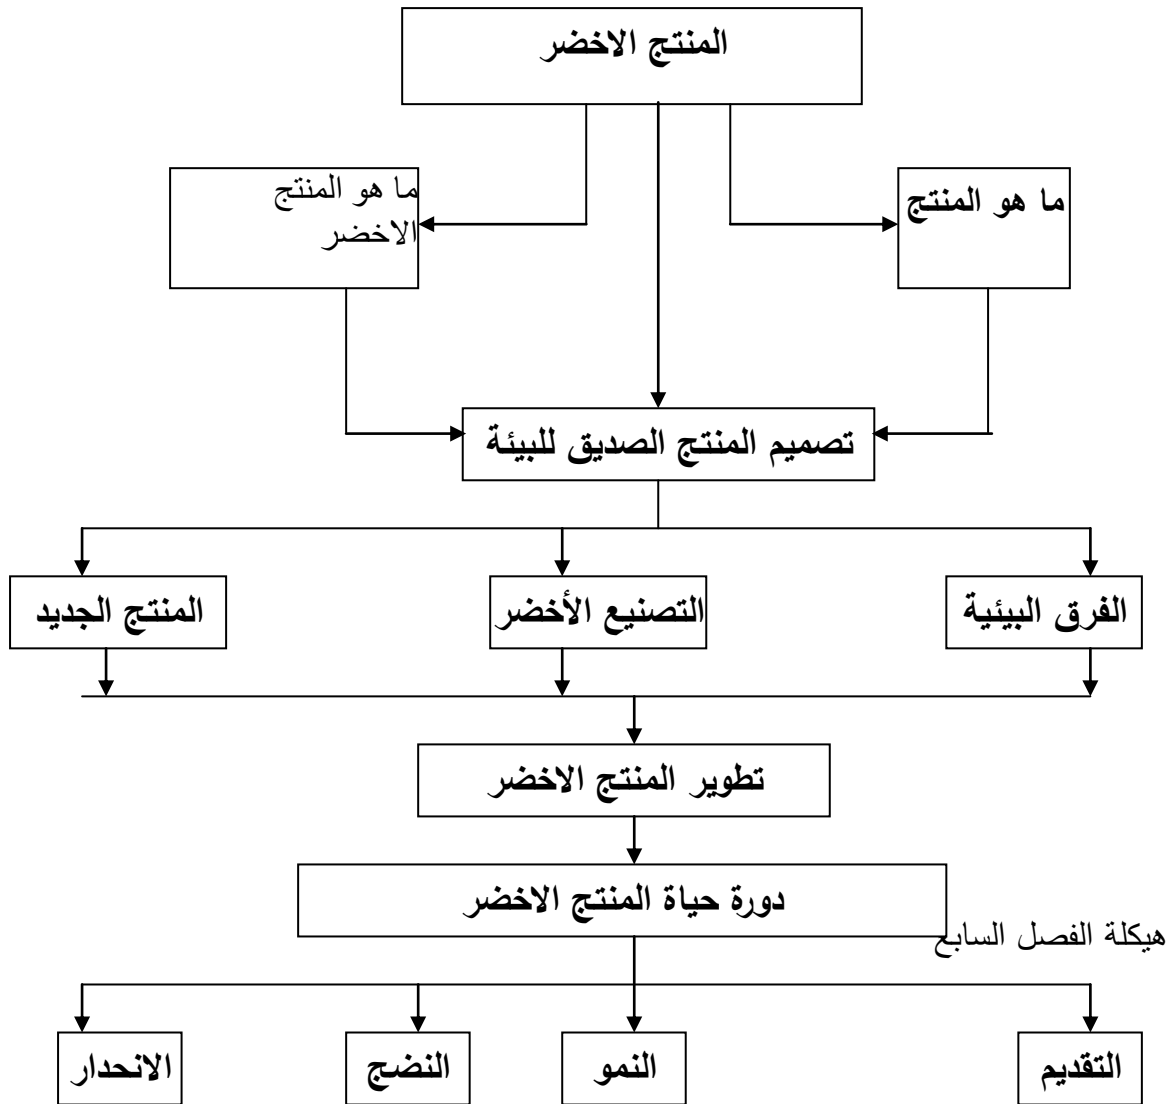 المنتج الاخضر
ما هو المنتج
ما هو المنتج
الاخضر
تصميم المنتج الصديق للبيئة
الفرق البيئية
التصنيع الأخضر
المنتج الجديد
تطوير المنتج الاخضر
دورة حياة المنتج الاخضر
هيكلة الفصل السابع
التقديم
النمو
النضج
الانحدار